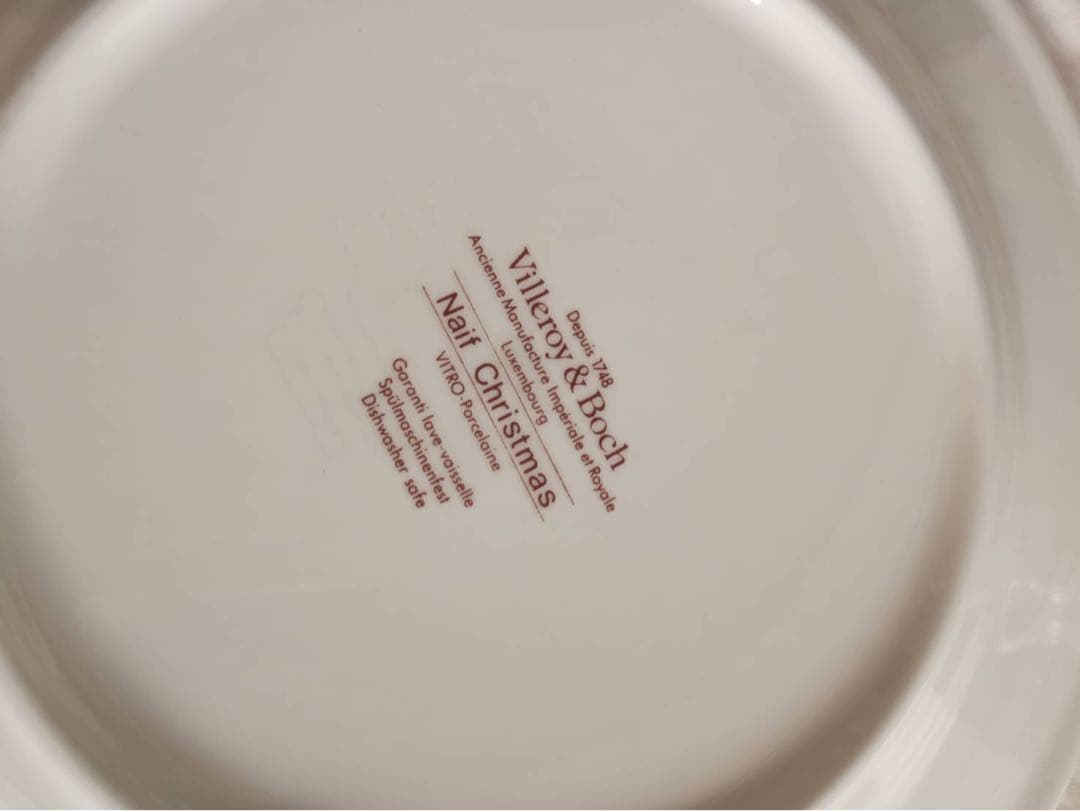 Depuis 1748
Villeroy & Boch
Ancienne Manufacture Impériale et Royale
Luxembourg
Naif Christmas
VITRO-Porcelaine
Garanti lave-vaisselle
Spülmaschinenfest
Dishwasher safe